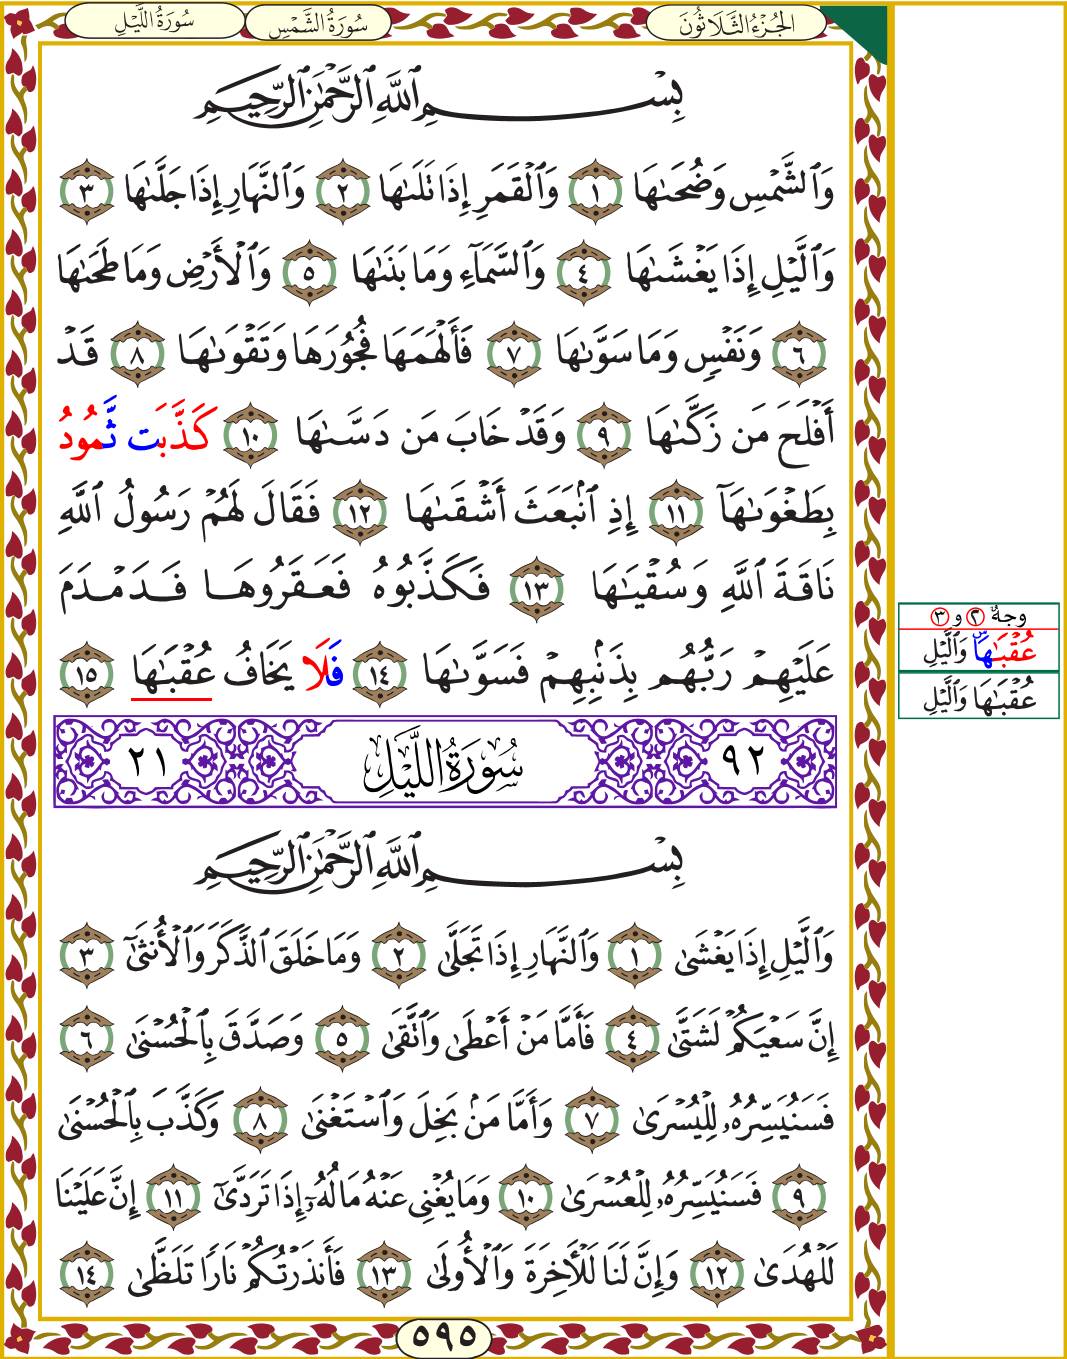 الجُزْءُ الثَّلَاثُونَ
سُورَةُ الشَّمْسِ
سُورَةُ اللَّيْلِ
بِسْمِ ٱللَّهِ ٱلرَّحْمَٰنِ ٱلرَّحِيمِ
وَٱلشَّمْسِ وَضُحَىٰهَا ١ وَٱلْقَمَرِ إِذَا تَلَىٰهَا ٢ وَٱلنَّهَارِ إِذَا جَلَّىٰهَا ٣
وَٱلَّيْلِ إِذَا يَغْشَىٰهَا ٤ وَٱلسَّمَآءِ وَمَا بَنَىٰهَا ٥ وَٱلْأَرْضِ وَمَا طَحَىٰهَا
٦ وَنَفْسٍ وَمَا سَوَّىٰهَا ٧ فَأَلْهَمَهَا فُجُورَهَا وَتَقْوَىٰهَا ٨ قَدْ
أَفْلَحَ مَن زَكَّىٰهَا ٩ وَقَدْ خَابَ مَن دَسَّىٰهَا ١٠ كَذَّبَت ثَّمُودُ
بِطَغْوَىٰهَآ ١١ إِذِ ٱنۢبَعَثَ أَشْقَىٰهَا ١٢ فَقَالَ لَهُمْ رَسُولُ ٱللَّهِ
نَاقَةَ ٱللَّهِ وَسُقْيَـٰهَا ١٣ فَكَذَّبُوهُ فَعَقَرُوهَا فَدَمْدَمَ
عَلَيْهِمْ رَبُّهُم بِذَنۢبِهِمْ فَسَوَّىٰهَا ١٤ فَلَا يَخَافُ عُقْبَـٰهَا ١٥
وجهٌ ٢ و ٣
عُقْبَـٰهَا وَٱلَّيْلِ
عُقْبَـٰهَا وَٱلَّيْلِ
٩٢ سُورَةُ اللَّيْلِ ٢١
بِسْمِ ٱللَّهِ ٱلرَّحْمَٰنِ ٱلرَّحِيمِ
وَٱلَّيْلِ إِذَا يَغْشَىٰ ١ وَٱلنَّهَارِ إِذَا تَجَلَّىٰ ٢ وَمَا خَلَقَ ٱلذَّكَرَ وَٱلْأُنثَىٰٓ ٣
إِنَّ سَعْيَكُمْ لَشَتَّىٰ ٤ فَأَمَّا مَنْ أَعْطَىٰ وَٱتَّقَىٰ ٥ وَصَدَّقَ بِٱلْحُسْنَىٰ ٦
فَسَنُيَسِّرُهُۥ لِلْيُسْرَىٰ ٧ وَأَمَّا مَنۢ بَخِلَ وَٱسْتَغْنَىٰ ٨ وَكَذَّبَ بِٱلْحُسْنَىٰ
٩ فَسَنُيَسِّرُهُۥ لِلْعُسْرَىٰ ١٠ وَمَا يُغْنِي عَنْهُ مَالُهُۥٓ إِذَا تَرَدَّىٰٓ ١١ إِنَّ عَلَيْنَا
لَلْهُدَىٰ ١٢ وَإِنَّ لَنَا لَلْآخِرَةَ وَٱلْأُولَىٰ ١٣ فَأَنذَرْتُكُمْ نَارًا تَلَظَّىٰ ١٤
٥٩٥